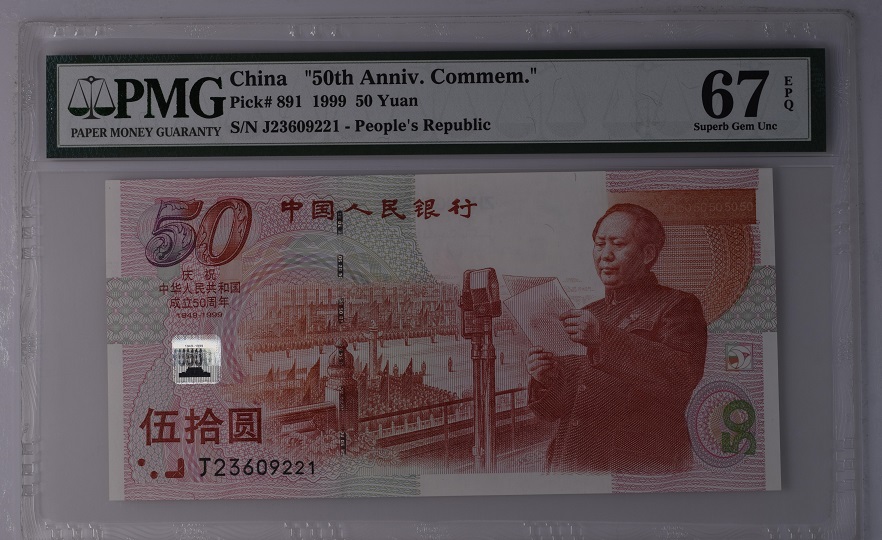 PMG
PAPER MONEY GUARANTY
China "50th Anniv. Commem."
Pick# 891 1999 50 Yuan
S/N J23609221 - People's Republic
67
EPQ
Superb Gem Unc
50
中国人民银行
庆祝
中华人民共和国
成立50周年
1949-1999
伍拾圆
J23609221
50